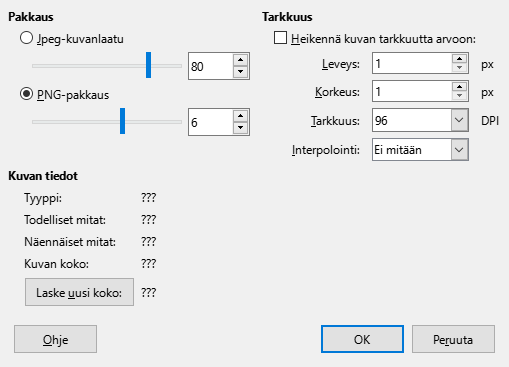 Pakkaus
Jpeg-kuvanlaatu
80
PNG-pakkaus
6
Tarkkuus
Heikennä kuvan tarkkuutta arvoon:
Leveys: 1 px
Korkeus: 1 px
Tarkkuus: 96 DPI
Interpolointi: Ei mitään
Kuvan tiedot
Tyyppi: ???
Todelliset mitat: ???
Näennäiset mitat: ???
Kuvan koko: ???
Laske uusi koko: ???
Ohje
OK
Peruuta